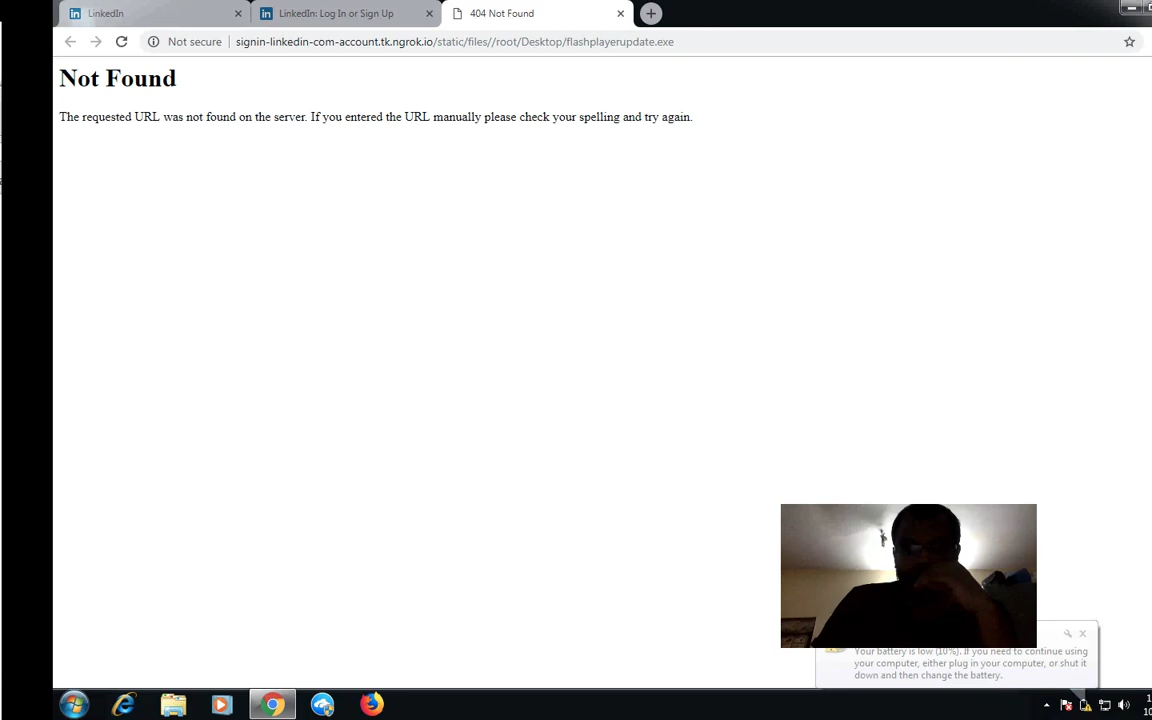 LinkedIn
LinkedIn: Log In or Sign Up
404 Not Found
Not secure
signin-linkedin-com-account.tk.ngrok.io/static/files//root/Desktop/flashplayerupdate.exe
Not Found
The requested URL was not found on the server. If you entered the URL manually please check your spelling and try again.
Your battery is low (10%). If you need to continue using
your computer, either plug in your computer, or shut it
down and then change the battery.